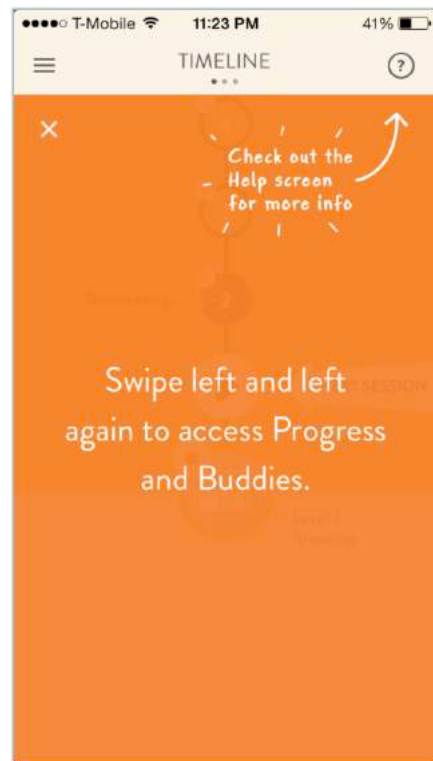 T-Mobile 11:23 PM 41%
TIMELINE
?
Check out the
Help screen
for more info
Swipe left and left
again to access Progress
and Buddies.